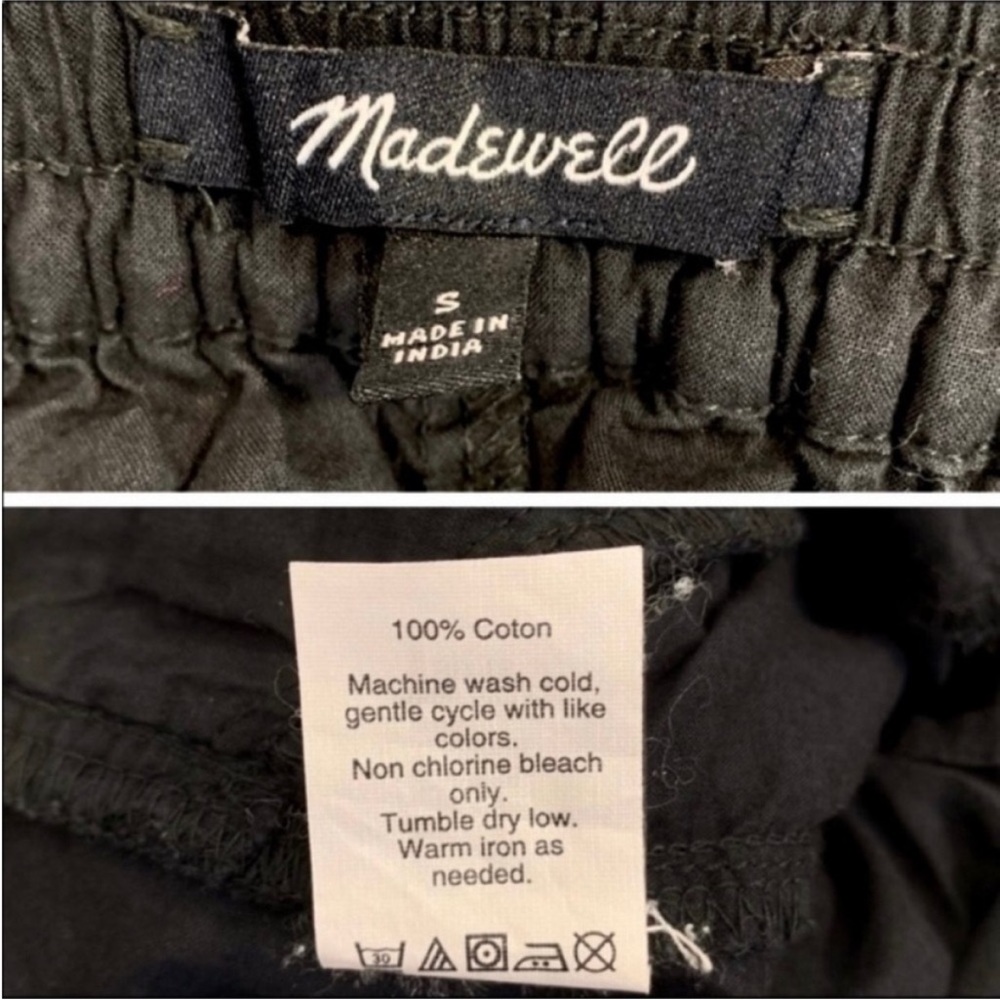 Madewell
S
MADE IN
INDIA
100% Coton
Machine wash cold,
gentle cycle with like
colors.
Non chlorine bleach
only.
Tumble dry low.
Warm iron as
needed.
30